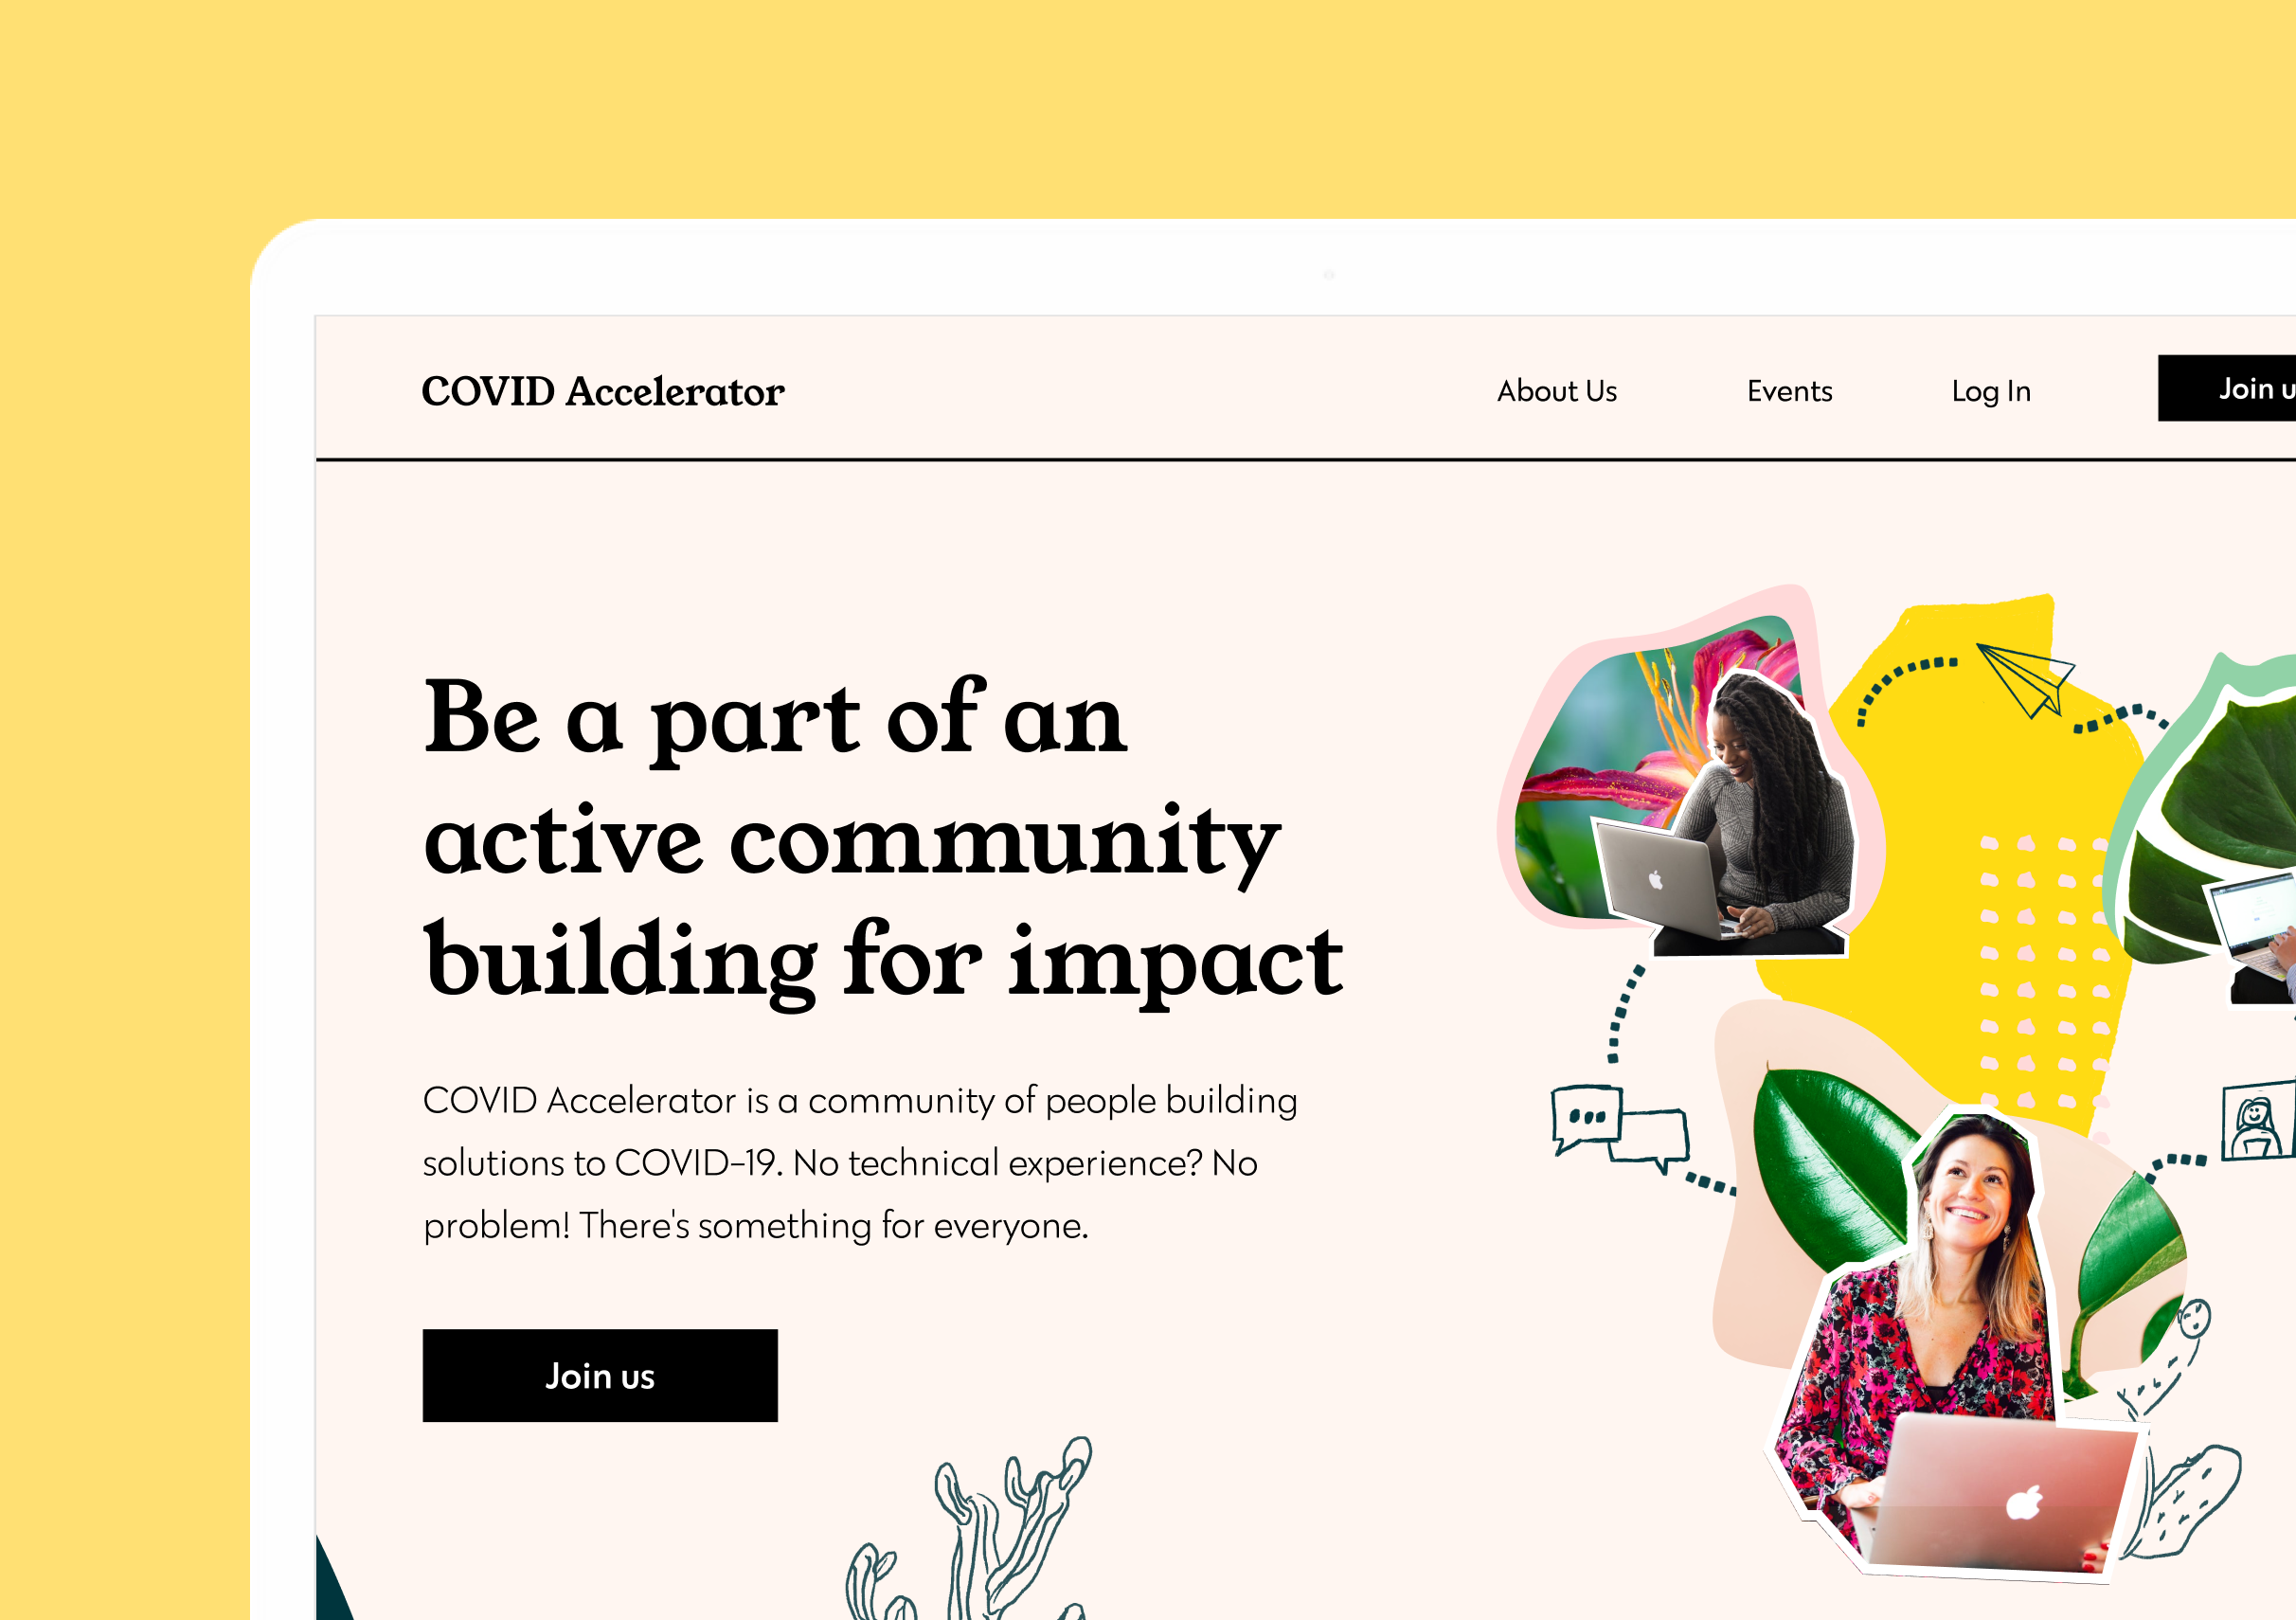 COVID Accelerator
About Us
Events
Log In
Join u
Be a part of an
active community
building for impact
COVID Accelerator is a community of people building
solutions to COVID-19. No technical experience? No
problem! There's something for everyone.
Join us